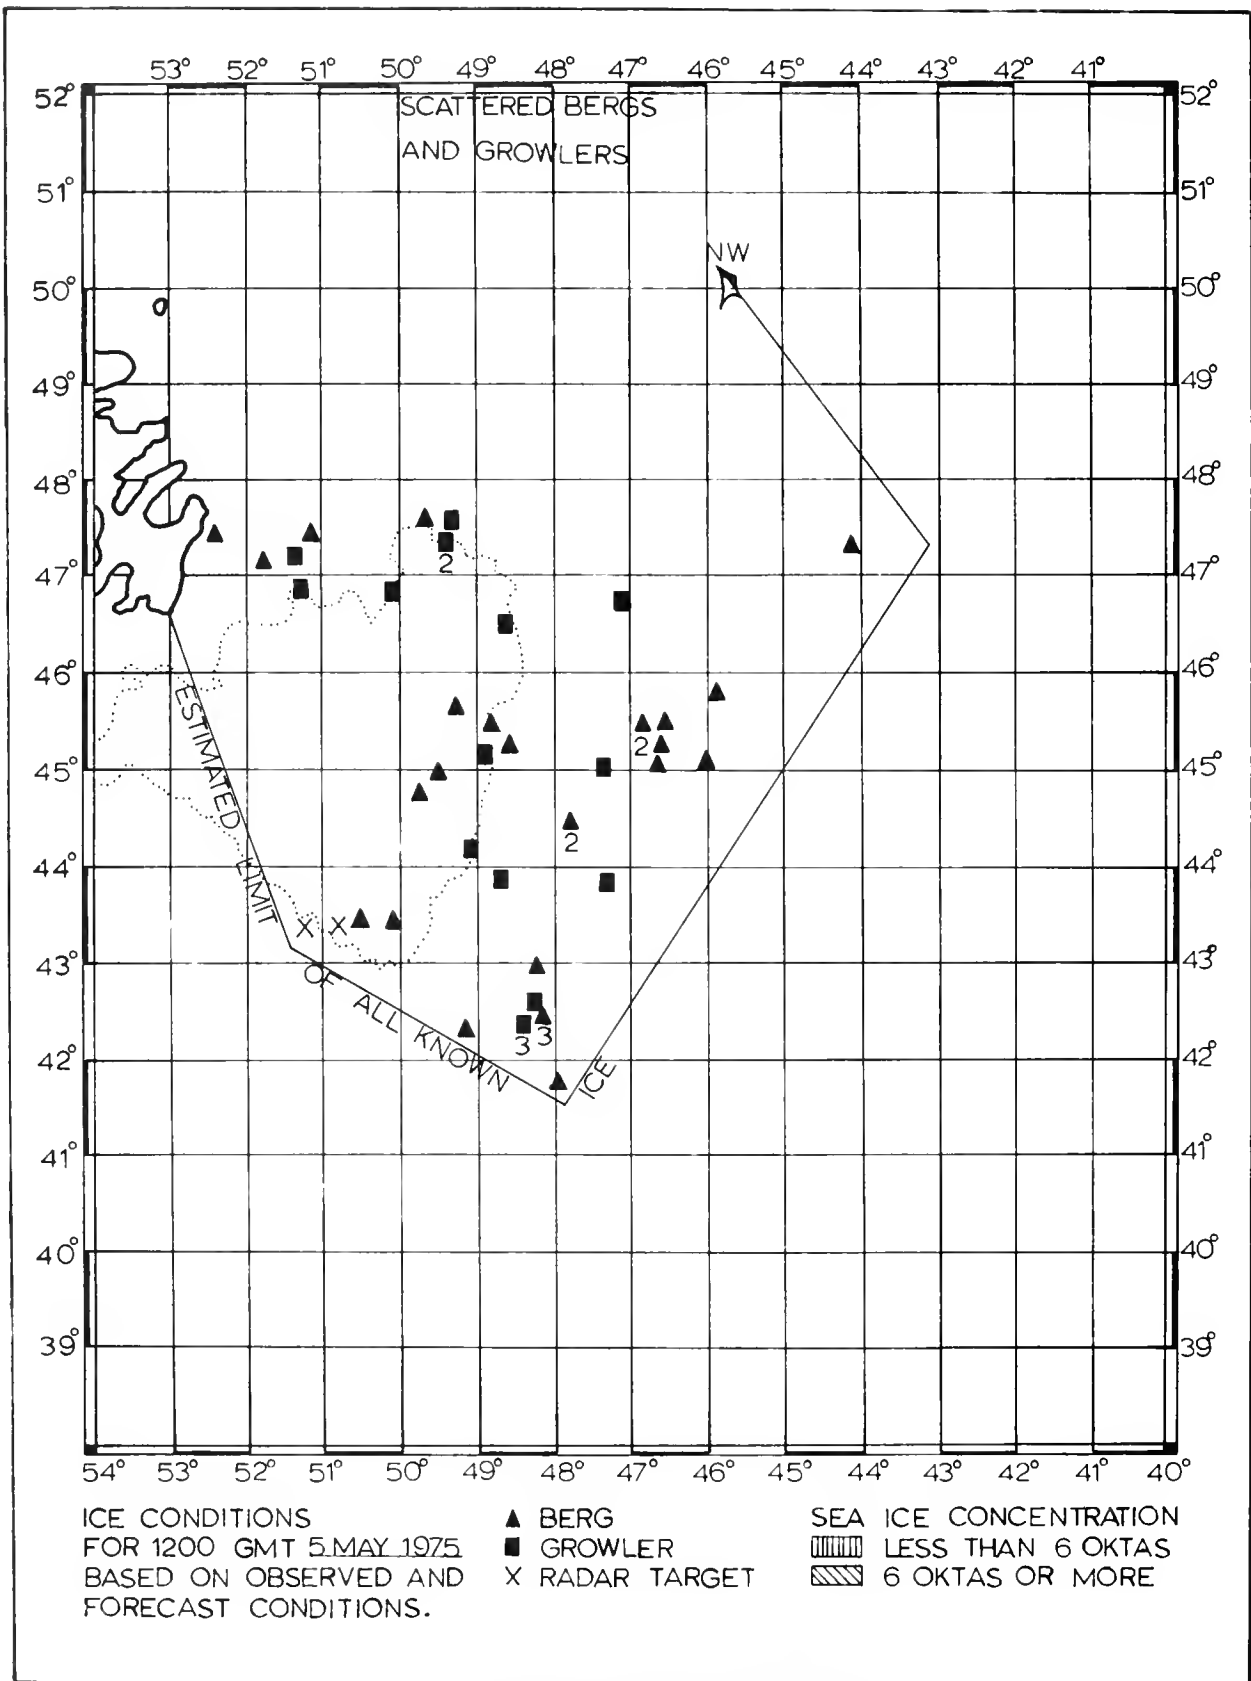 53° 52° 51° 50° 49° 48° 47° 46° 45° 44° 43° 42° 41°
52° SCATTERED BERGS 52°
AND GROWLERS
51° 51°
NW
50° 50°
49° 49°
48° 48°
2
47° 47°
46° 46°
2
45° 45°
2
44° 44°
ESTIMATED LIMIT
43° 43°
OF ALL KNOWN
3 3
ICE
42° 42°
41° 41°
40° 40°
39° 39°
54° 53° 52° 51° 50° 49° 48° 47° 46° 45° 44° 43° 42° 41° 40°
ICE CONDITIONS
FOR 1200 GMT 5 MAY 1975
BASED ON OBSERVED AND
FORECAST CONDITIONS.
BERG
GROWLER
X RADAR TARGET
SEA ICE CONCENTRATION
LESS THAN 6 OKTAS
6 OKTAS OR MORE